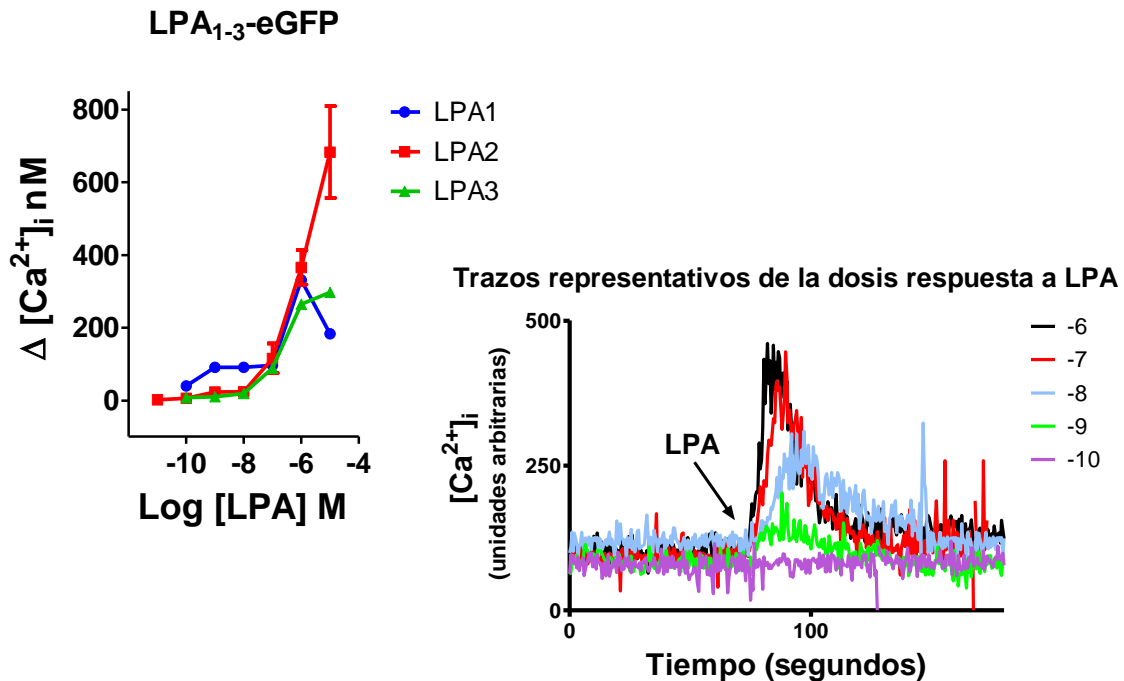 LPA1-3-eGFP
Δ [Ca2+]i nM
800
600
400
200
0
-10
-8
-6
-4
Log [LPA] M
LPA1
LPA2
LPA3
Trazos representativos de la dosis respuesta a LPA
[Ca2+]i
(unidades arbitrarias)
500
250
0
LPA
0
100
Tiempo (segundos)
-6
-7
-8
-9
-10